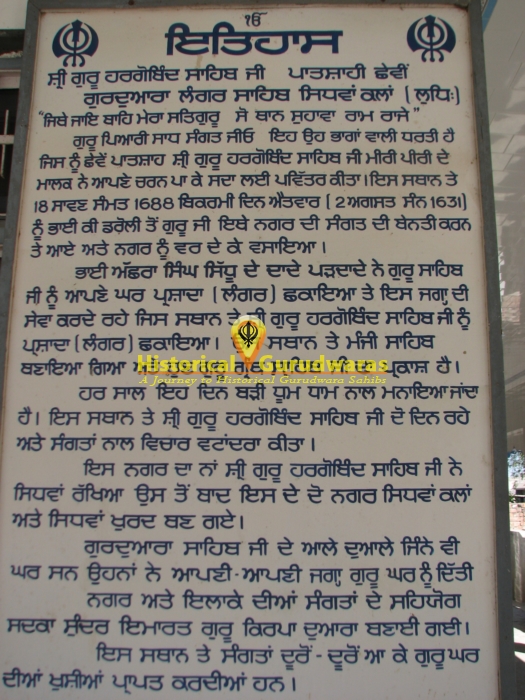 ੴ
ਇਤਿਹਾਸ
ਸ਼੍ਰੀ ਗੁਰੂ ਹਰਗੋਬਿੰਦ ਸਾਹਿਬ ਜੀ ਪਾਤਸ਼ਾਹੀ ਛੇਵੀਂ
ਗੁਰਦੁਆਰਾ ਲੰਗਰ ਸਾਹਿਬ ਸਿਧਵਾਂ ਕਲਾਂ (ਲੁਧਿ:)
"ਜਿਥੇ ਜਾਇ ਬਾਹਿ ਮੇਰਾ ਸਤਿਗੁਰੂ ਸੋ ਥਾਨ ਸੁਹਾਵਾ ਰਾਮ ਰਾਜੇ"
ਗੁਰੂ ਪਿਆਰੀ ਸਾਧ ਸੰਗਤ ਜੀਓ ਇਹ ਉਹ ਭਾਗਾਂ ਵਾਲੀ ਧਰਤੀ ਹੈ
ਜਿਸ ਨੂੰ ਛੇਵੇਂ ਪਾਤਸ਼ਾਹ ਸ਼੍ਰੀ ਗੁਰੂ ਹਰਗੋਬਿੰਦ ਸਾਹਿਬ ਜੀ ਮੀਰੀ ਪੀਰੀ ਦੇ
ਮਾਲਕ ਨੇ ਆਪਣੇ ਚਰਨ ਪਾ ਕੇ ਸਦਾ ਲਈ ਪਵਿੱਤਰ ਕੀਤਾ।ਇਸ ਸਥਾਨ ਤੇ
18 ਸਾਵਣ ਸੰਮਤ 1688 ਬਿਕਰਮੀ ਦਿਨ ਐਤਵਾਰ (2 ਅਗਸਤ ਸੰਨ 1631)
ਨੂੰ ਭਾਈ ਕੀ ਡਰੋਲੀ ਤੋਂ ਗੁਰੂ ਜੀ ਇਥੇ ਨਗਰ ਦੀ ਸੰਗਤ ਦੀ ਬੇਨਤੀ ਕਰਨ
ਤੇ ਆਏ ਅਤੇ ਨਗਰ ਨੂੰ ਵਰ ਦੇ ਕੇ ਵਸਾਇਆ।
ਭਾਈ ਅੱਛਰਾ ਸਿੰਘ ਸਿੱਧੂ ਦੇ ਦਾਦੇ ਪੜਦਾਦੇ ਨੇ ਗੁਰੂ ਸਾਹਿਬ
ਜੀ ਨੂੰ ਆਪਣੇ ਘਰ ਪ੍ਰਸ਼ਾਦਾ (ਲੰਗਰ) ਛਕਾਇਆ ਤੇ ਇਸ ਜਗ੍ਹਾ ਦੀ
ਸੇਵਾ ਕਰਦੇ ਰਹੇ ਜਿਸ ਸਥਾਨ ਤੇ ਗੁਰੂ ਹਰਗੋਬਿੰਦ ਸਾਹਿਬ ਜੀ ਨੂੰ
ਪ੍ਰਸ਼ਾਦਾ (ਲੰਗਰ) ਛਕਾਇਆ। ਸਥਾਨ ਤੇ ਮੰਜੀ ਸਾਹਿਬ
ਬਣਾਇਆ ਗਿਆ ਪ੍ਰਕਾਸ਼ ਹੈ।
Historical Gurudwaras
A Journey to Historical Gurudwara Sahibs
ਹਰ ਸਾਲ ਇਹ ਦਿਨ ਬੜੀ ਧੂਮ ਧਾਮ ਨਾਲ ਮਨਾਇਆ ਜਾਂਦਾ
ਹੈ। ਇਸ ਸਥਾਨ ਤੇ ਸ਼੍ਰੀ ਗੁਰੂ ਹਰਗੋਬਿੰਦ ਸਾਹਿਬ ਜੀ ਦੋ ਦਿਨ ਰਹੇ
ਅਤੇ ਸੰਗਤਾਂ ਨਾਲ ਵਿਚਾਰ ਵਟਾਂਦਰਾ ਕੀਤਾ।
ਇਸ ਨਗਰ ਦਾ ਨਾਂ ਸ਼੍ਰੀ ਗੁਰੂ ਹਰਗੋਬਿੰਦ ਸਾਹਿਬ ਜੀ ਨੇ
ਸਿਧਵਾਂ ਰੱਖਿਆ ਉਸ ਤੋਂ ਬਾਦ ਇਸ ਦੇ ਦੋ ਨਗਰ ਸਿਧਵਾਂ ਕਲਾਂ
ਅਤੇ ਸਿਧਵਾਂ ਖੁਰਦ ਬਣ ਗਏ।
ਗੁਰਦੁਆਰਾ ਸਾਹਿਬ ਜੀ ਦੇ ਆਲੇ ਦੁਆਲੇ ਜਿੰਨੇ ਵੀ
ਘਰ ਸਨ ਉਹਨਾਂ ਨੇ ਆਪਣੀ-ਆਪਣੀ ਜਗ੍ਹਾ ਗੁਰੂ ਘਰ ਨੂੰ ਦਿੱਤੀ
ਨਗਰ ਅਤੇ ਇਲਾਕੇ ਦੀਆਂ ਸੰਗਤਾਂ ਦੇ ਸਹਿਯੋਗ
ਸਦਕਾ ਸੁੰਦਰ ਇਮਾਰਤ ਗੁਰੂ ਕਿਰਪਾ ਦੁਆਰਾ ਬਣਾਈ ਗਈ।
ਇਸ ਸਥਾਨ ਤੇ ਸੰਗਤਾਂ ਦੂਰੋਂ-ਦੂਰੋਂ ਆ ਕੇ ਗੁਰੂ ਘਰ
ਦੀਆਂ ਖੁਸੀਆਂ ਪ੍ਰਾਪਤ ਕਰਦੀਆਂ ਹਨ।